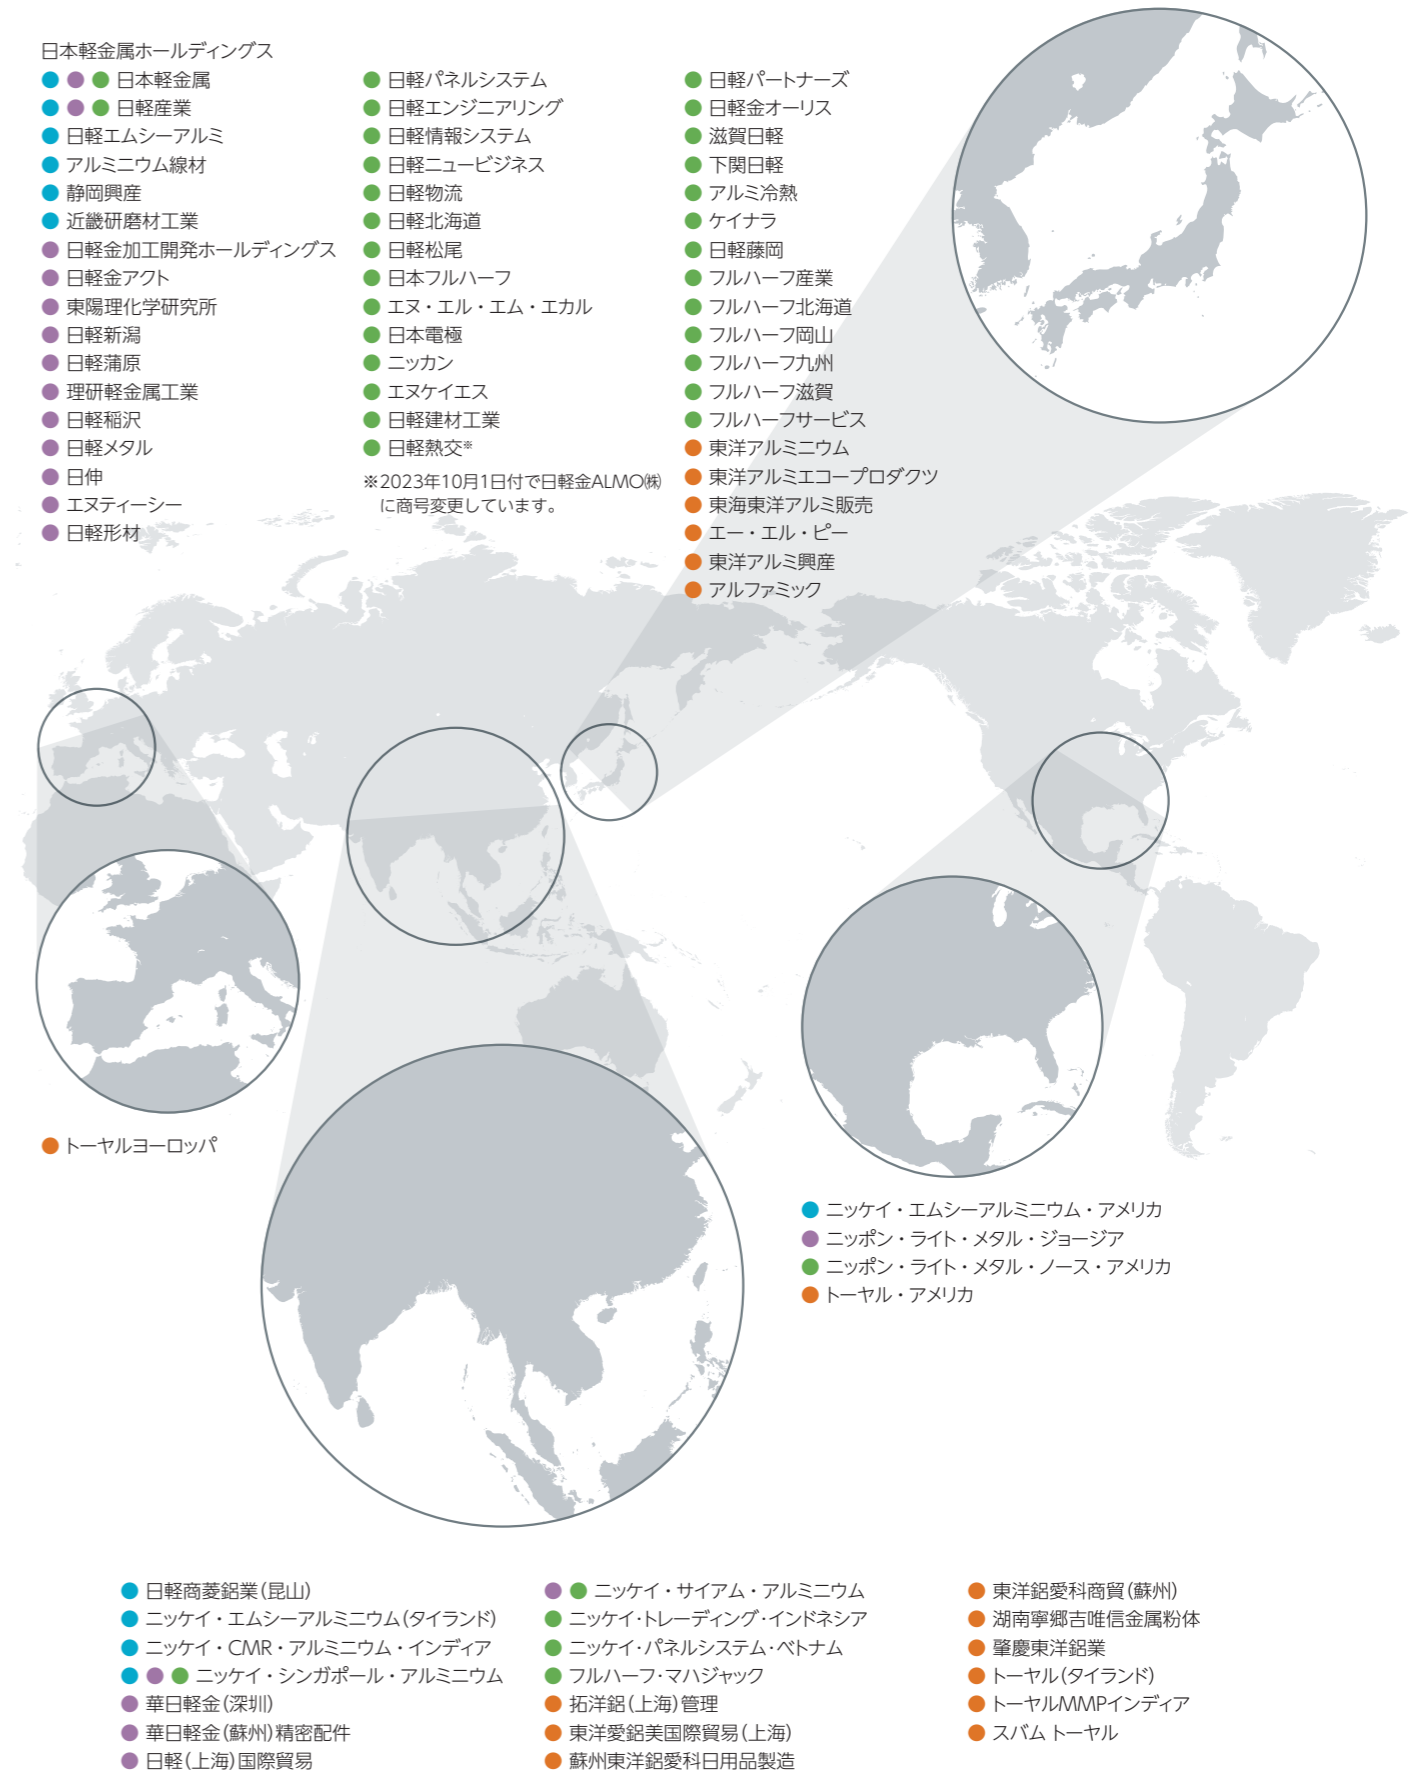 日本軽金属ホールディングス
日本軽金属
日軽産業
日軽エムシーアルミ
アルミニウム線材
静岡興産
近畿研磨材工業
日軽金加工開発ホールディングス
日軽金アクト
東陽理化学研究所
日軽新潟
日軽蒲原
理研軽金属工業
日軽稲沢
日軽メタル
日伸
エヌティーシー
日軽形材
日軽パネルシステム
日軽エンジニアリング
日軽情報システム
日軽ニュービジネス
日軽物流
日軽北海道
日軽松尾
日本フルハーフ
エヌ・エル・エム・エカル
日本電極
ニッカン
エヌケイエス
日軽建材工業
日軽熱交※
※2023年10月1日付で日軽金ALMO㈱
に商号変更しています。
日軽パートナーズ
日軽金オーリス
滋賀日軽
下関日軽
アルミ冷熱
ケイナラ
日軽藤岡
フルハーフ産業
フルハーフ北海道
フルハーフ岡山
フルハーフ九州
フルハーフ滋賀
フルハーフサービス
東洋アルミニウム
東洋アルミエコープロダクツ
東海東洋アルミ販売
エー・エル・ピー
東洋アルミ興産
アルファミック
トーヤルヨーロッパ
ニッケイ・エムシーアルミニウム・アメリカ
ニッポン・ライト・メタル・ジョージア
ニッポン・ライト・メタル・ノース・アメリカ
トーヤル・アメリカ
日軽商菱鋁業(昆山)
ニッケイ・エムシーアルミニウム(タイランド)
ニッケイ・CMR・アルミニウム・インディア
ニッケイ・シンガポール・アルミニウム
華日軽金(深圳)
華日軽金(蘇州)精密配件
日軽(上海)国際貿易
ニッケイ・サイアム・アルミニウム
ニッケイ・トレーディング・インドネシア
ニッケイ・パネルシステム・ベトナム
フルハーフ・マハジャック
拓洋鋁(上海)管理
東洋愛鋁美国際貿易(上海)
蘇州東洋鋁愛科日用品製造
東洋鋁愛科商貿(蘇州)
湖南寧郷吉唯信金属粉体
肇慶東洋鋁業
トーヤル(タイランド)
トーヤルMMPインディア
スバム トーヤル